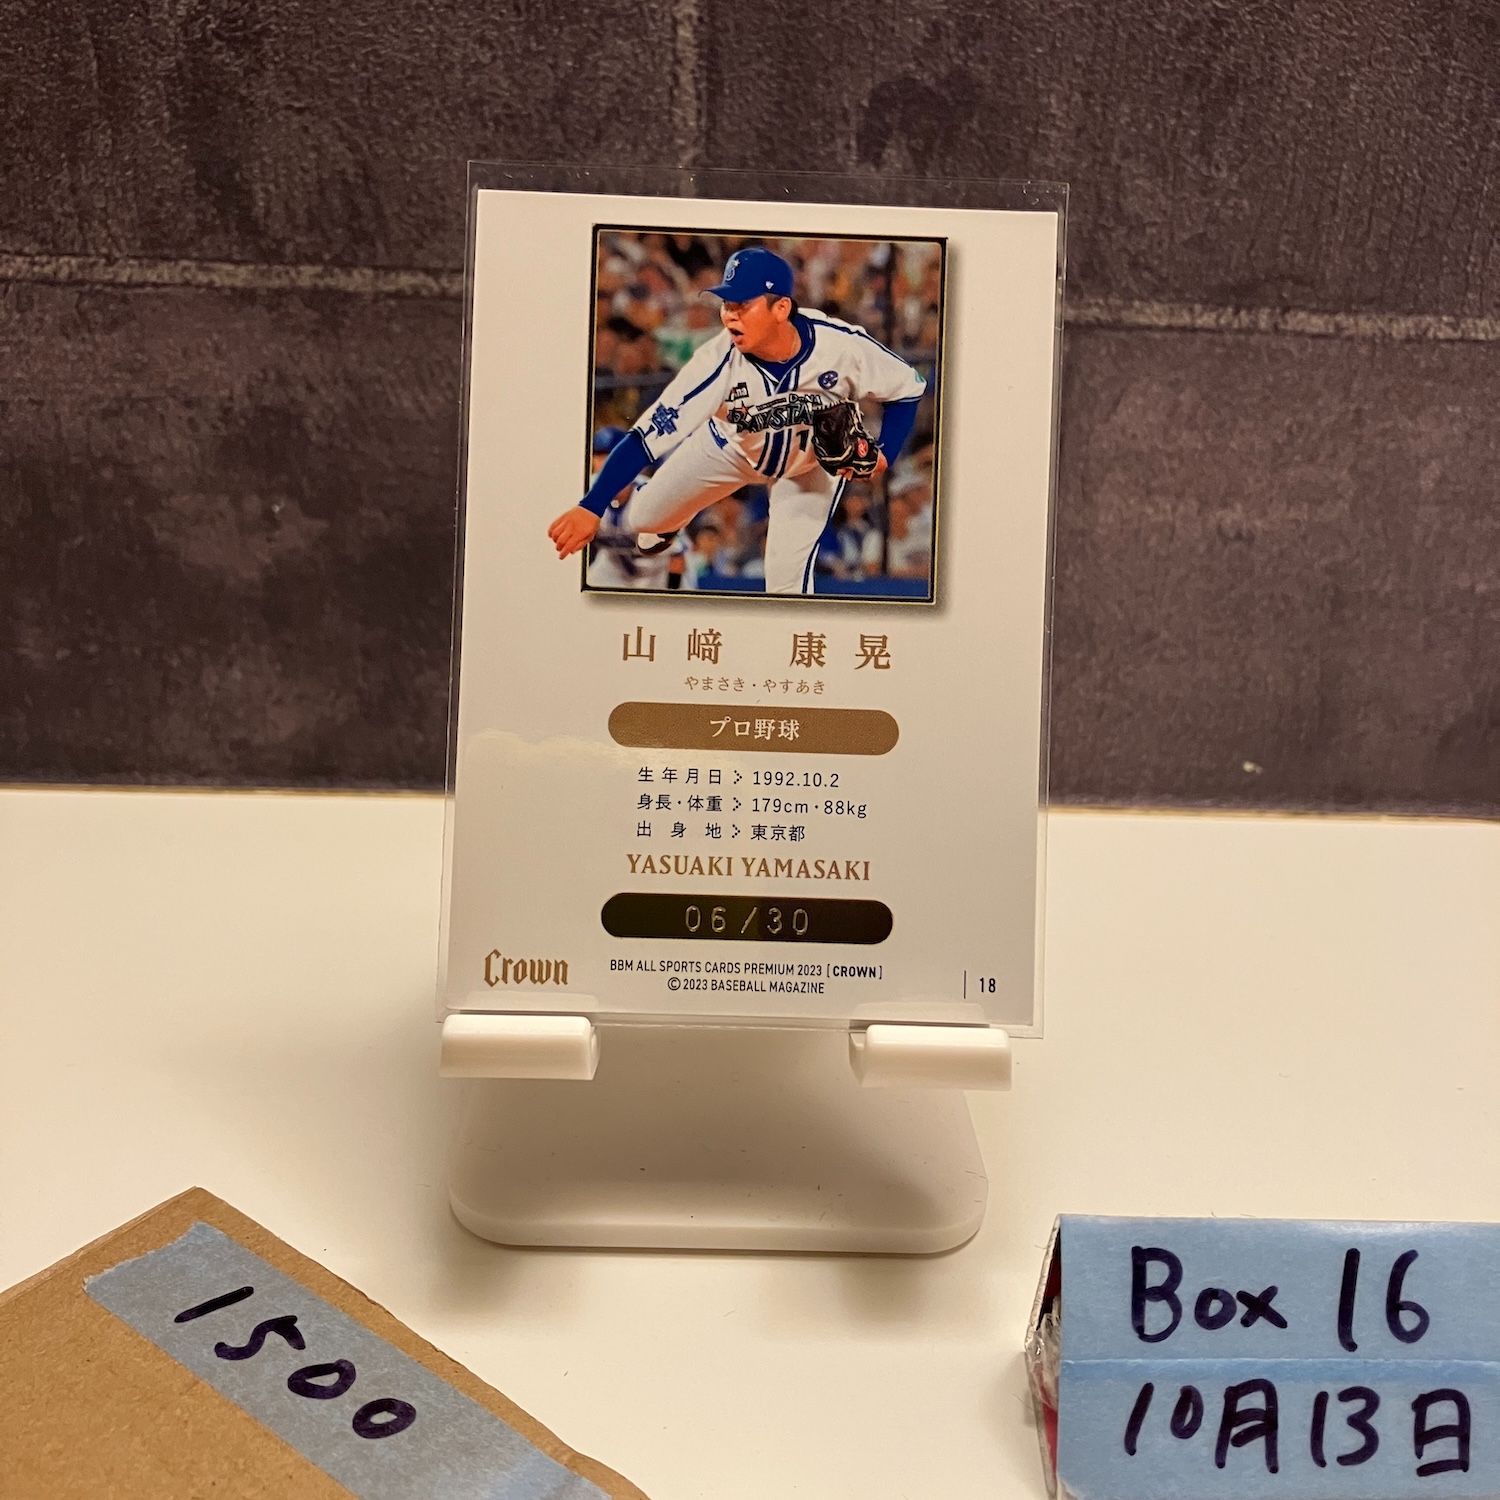 DeNA
BAYSTA
山﨑 康晃
やまさき・やすあき
プロ野球
生年月日 1992.10.2
身長・体重 179cm・88kg
出身地 東京都
YASUAKI YAMASAKI
06/30
Crown
BBM ALL SPORTS CARDS PREMIUM 2023 [CROWN]
©2023 BASEBALL MAGAZINE
18
1500
Box 16
10月13日